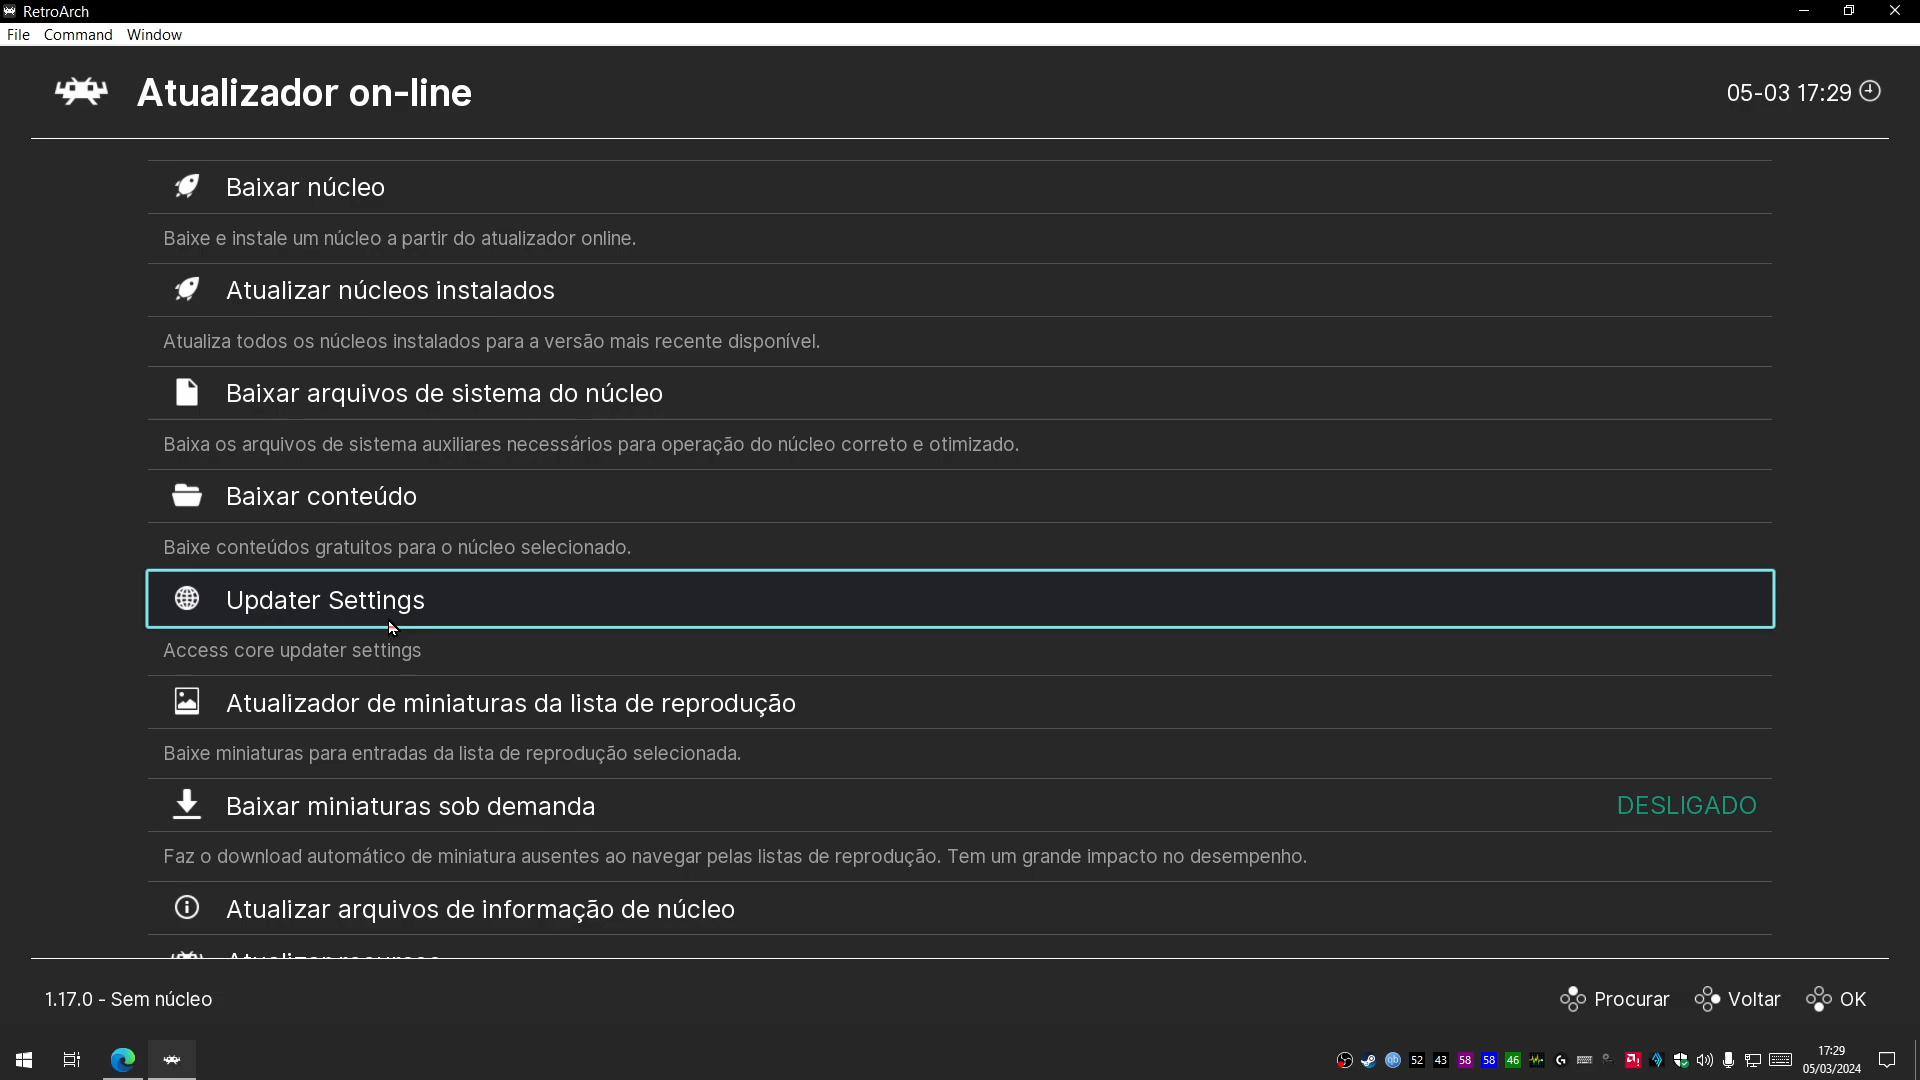 RetroArch
File Command Window
Atualizador on-line
05-03 17:29
Baixar núcleo
Baixe e instale um núcleo a partir do atualizador online.
Atualizar núcleos instalados
Atualiza todos os núcleos instalados para a versão mais recente disponível.
Baixar arquivos de sistema do núcleo
Baixa os arquivos de sistema auxiliares necessários para operação do núcleo correto e otimizado.
Baixar conteúdo
Baixe conteúdos gratuitos para o núcleo selecionado.
Updater Settings
Access core updater settings
Atualizador de miniaturas da lista de reprodução
Baixe miniaturas para entradas da lista de reprodução selecionada.
Baixar miniaturas sob demanda DESLIGADO
Faz o download automático de miniatura ausentes ao navegar pelas listas de reprodução. Tem um grande impacto no desempenho.
Atualizar arquivos de informação de núcleo
1.17.0 - Sem núcleo
Procurar Voltar OK
qb 52 43 58 58 46
17:29
05/03/2024